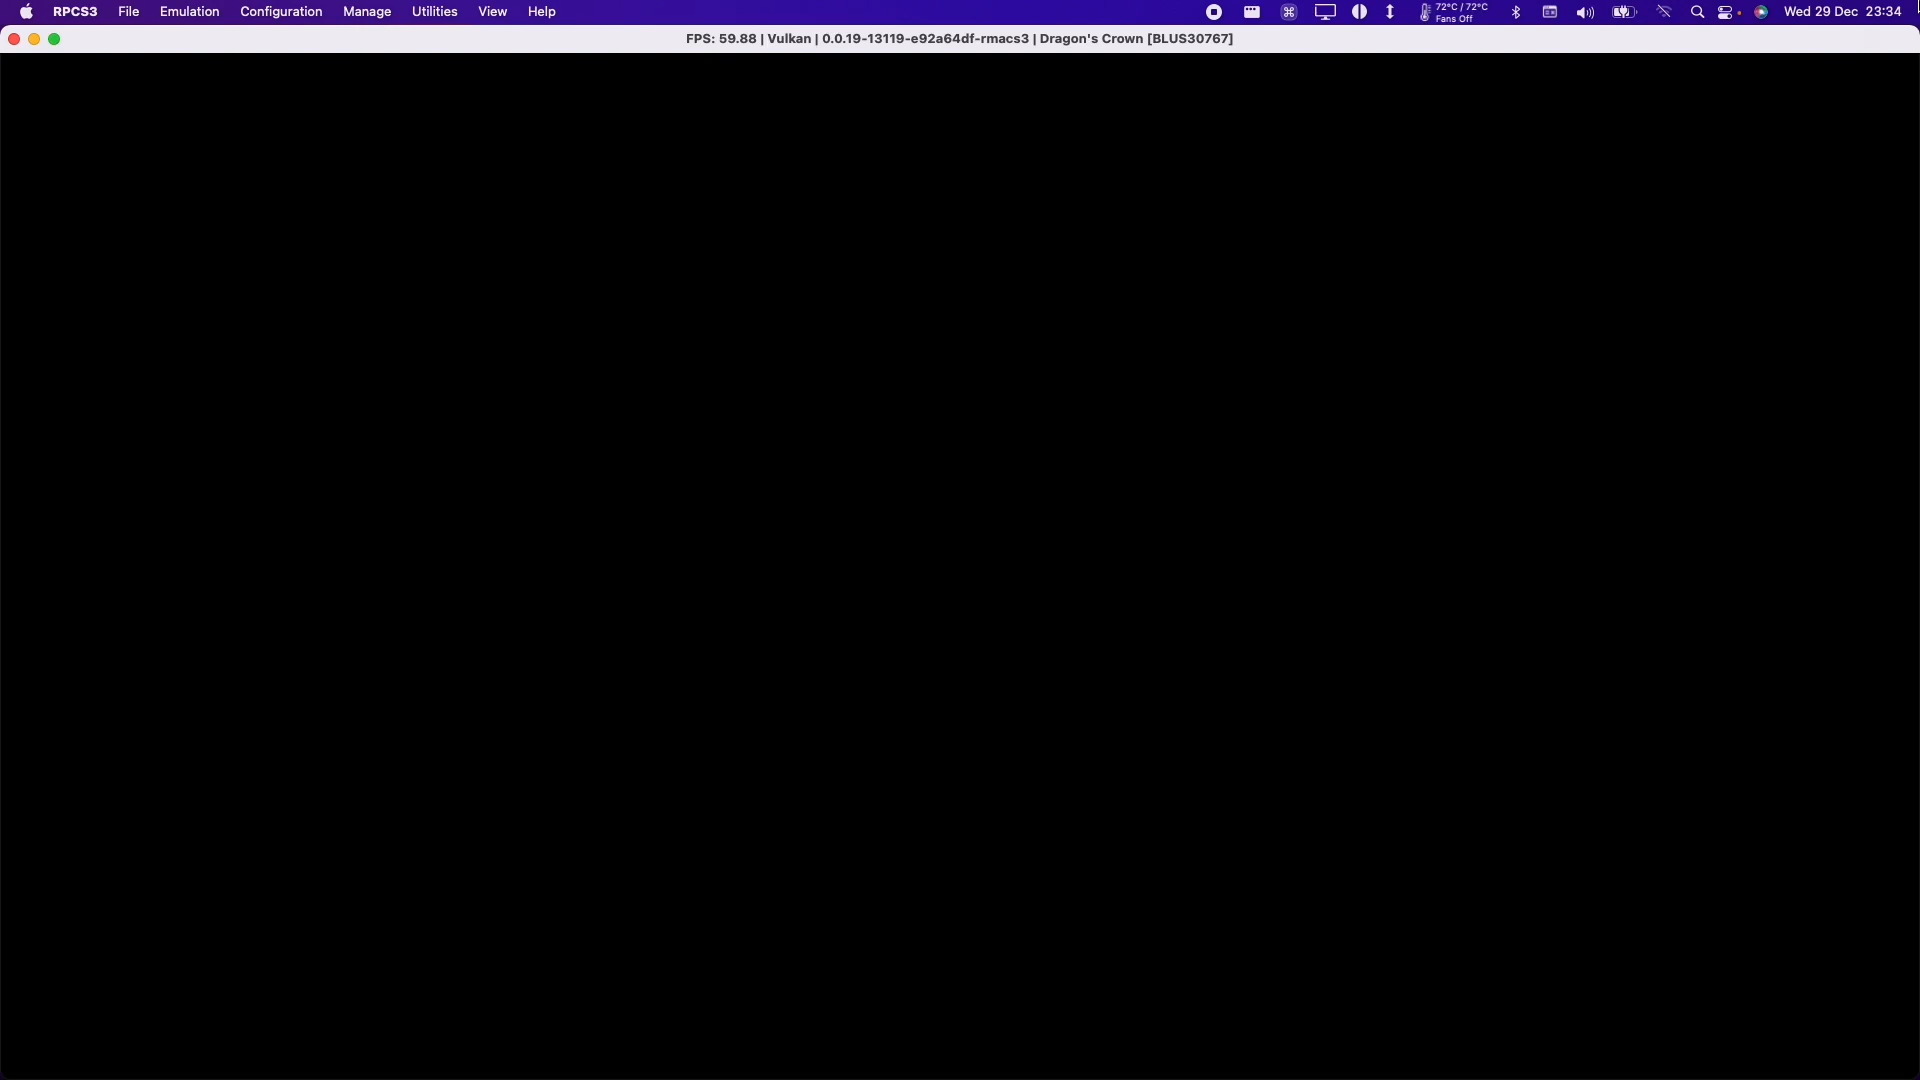 RPCS3 File Emulation Configuration Manage Utilities View Help 72°C / 72°C Wed 29 Dec 23:34
Fans Off
FPS: 59.88 | Vulkan | 0.0.19-13119-e92a64df-rmacs3 | Dragon's Crown [BLUS30767]